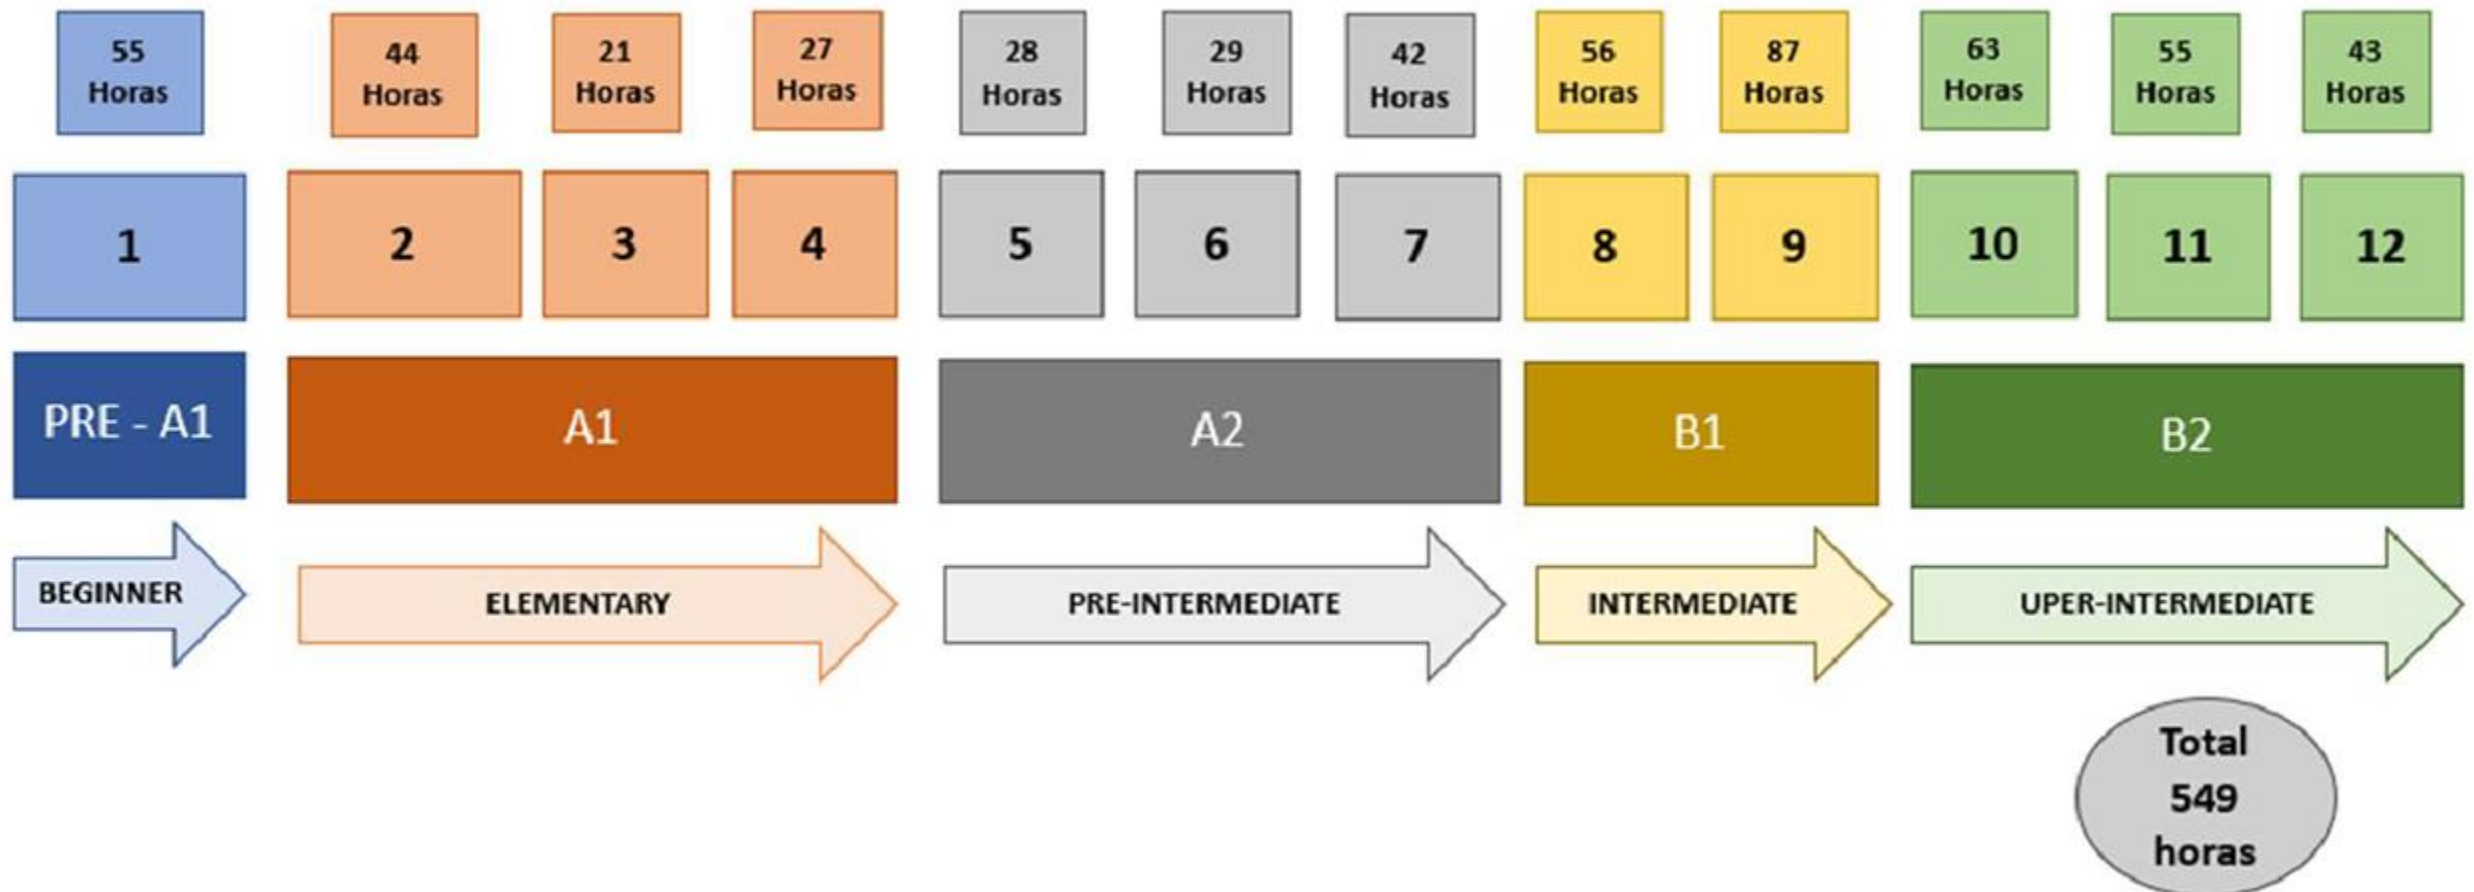 55
Horas
44
Horas
21
Horas
27
Horas
28
Horas
29
Horas
42
Horas
56
Horas
87
Horas
63
Horas
55
Horas
43
Horas
1
2
3
4
5
6
7
8
9
10
11
12
PRE - A1
A1
A2
B1
B2
BEGINNER
ELEMENTARY
PRE-INTERMEDIATE
INTERMEDIATE
UPER-INTERMEDIATE
Total
549
horas